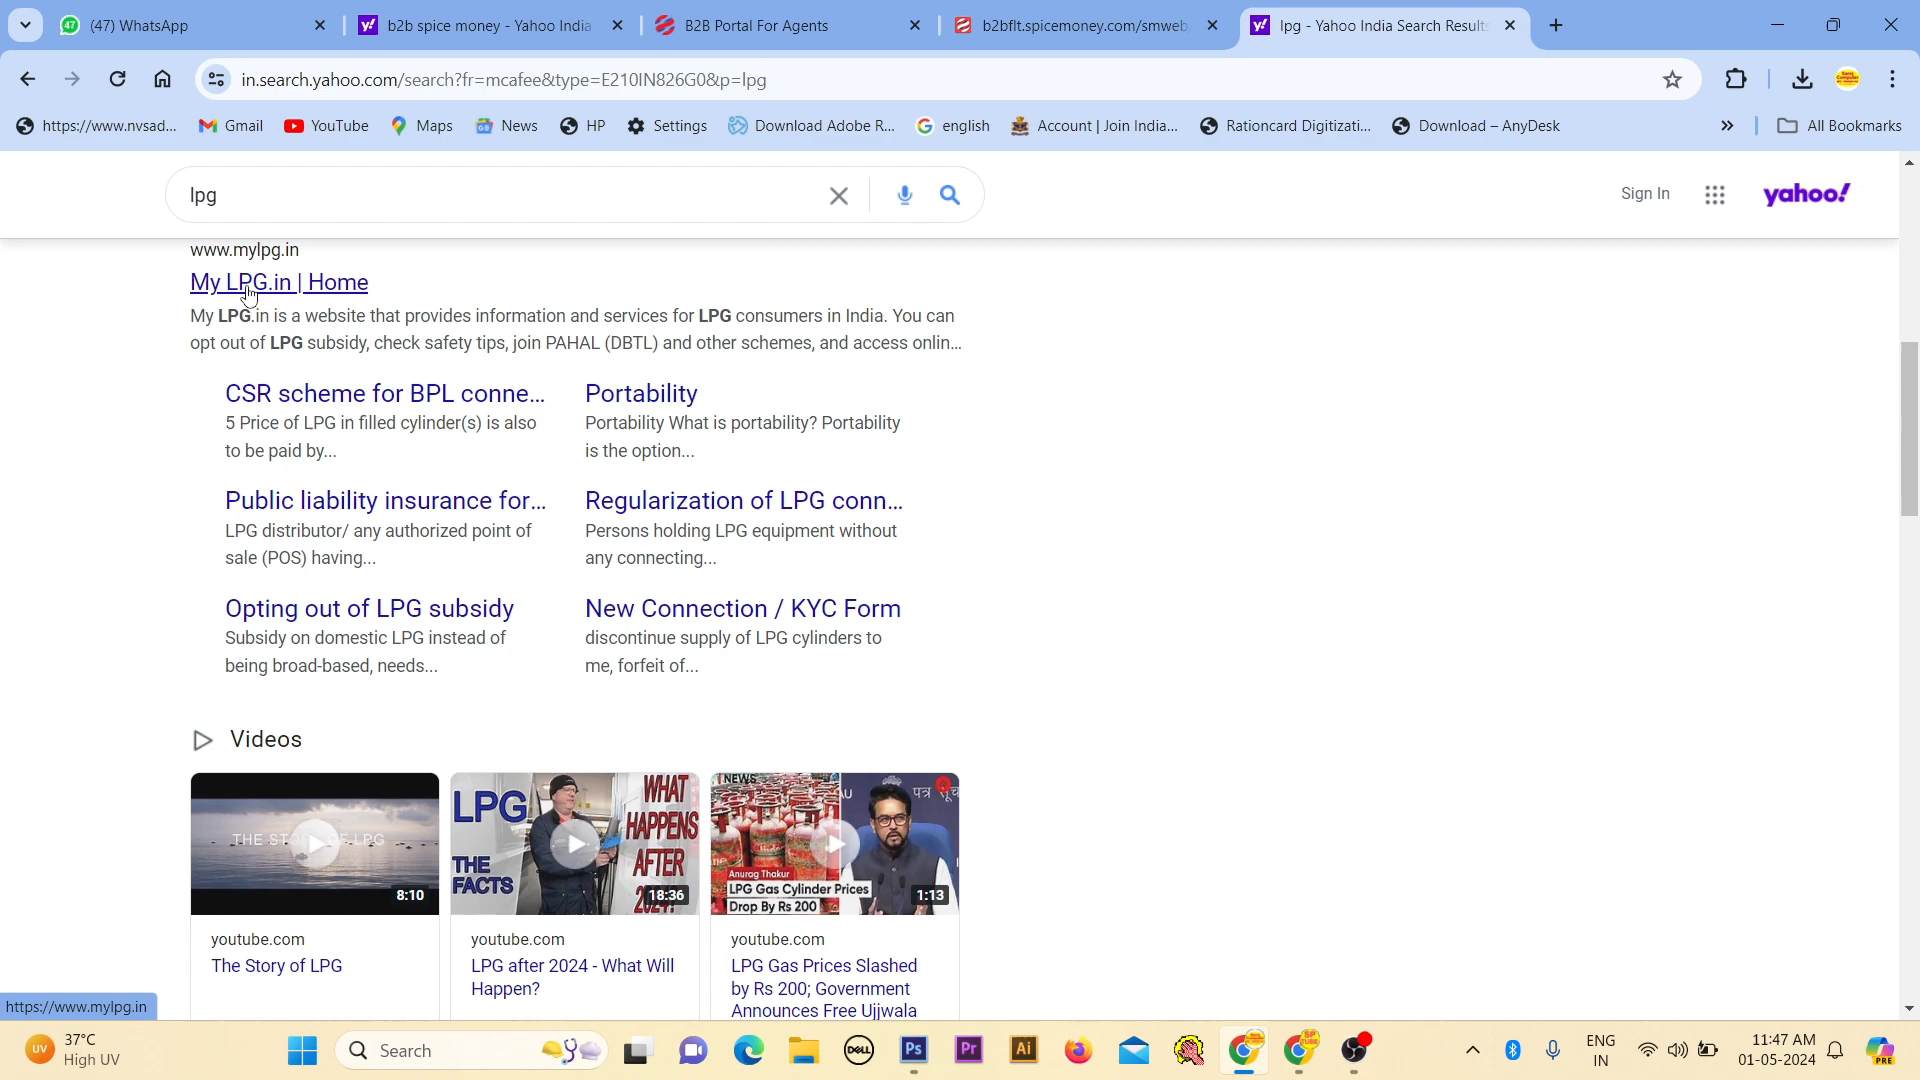 (47) WhatsApp
b2b spice money - Yahoo India
B2B Portal For Agents
b2bflt.spicemoney.com/smweb
lpg - Yahoo India Search Results
in.search.yahoo.com/search?fr=mcafee&type=E210IN826G0&p=lpg
https://www.nvsad...
Gmail
YouTube
Maps
News
HP
Settings
Download Adobe R...
english
Account | Join India...
Rationcard Digitizati...
Download – AnyDesk
All Bookmarks
lpg
Sign In
yahoo!
www.mylpg.in
My LPG.in | Home
My LPG.in is a website that provides information and services for LPG consumers in India. You can
opt out of LPG subsidy, check safety tips, join PAHAL (DBTL) and other schemes, and access onlin...
CSR scheme for BPL conne...
5 Price of LPG in filled cylinder(s) is also
to be paid by...
Portability
Portability What is portability? Portability
is the option...
Public liability insurance for...
LPG distributor/ any authorized point of
sale (POS) having...
Regularization of LPG conn...
Persons holding LPG equipment without
any connecting...
Opting out of LPG subsidy
Subsidy on domestic LPG instead of
being broad-based, needs...
New Connection / KYC Form
discontinue supply of LPG cylinders to
me, forfeit of...
Videos
THE STORY OF LPG
8:10
LPG
THE
FACTS
WHAT
HAPPENS
AFTER
18:36
NEWS
पत्र सूच
Anurag Thakur
LPG Gas Cylinder Prices
Drop By Rs 200
1:13
youtube.com
The Story of LPG
youtube.com
LPG after 2024 - What Will
Happen?
youtube.com
LPG Gas Prices Slashed
by Rs 200; Government
Announces Free Ujjwala
https://www.mylpg.in
UV
37°C
High UV
Search
DELL
Ps
Pr
Ai
ENG
IN
11:47 AM
01-05-2024
PRE